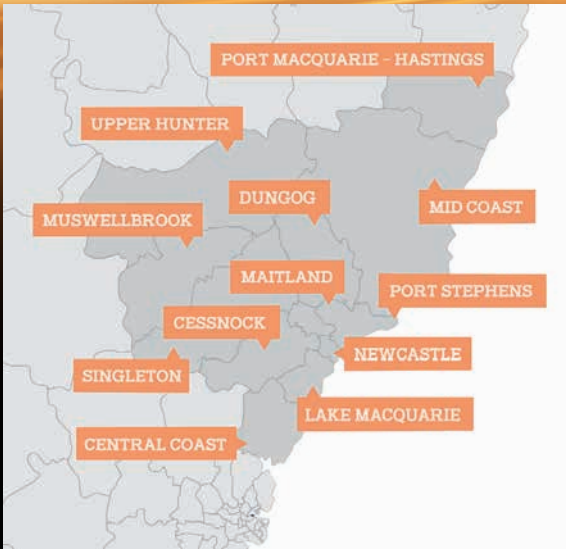 PORT MACQUARIE – HASTINGS
UPPER HUNTER
DUNGOG
MID COAST
MUSWELLBROOK
MAITLAND
PORT STEPHENS
CESSNOCK
NEWCASTLE
SINGLETON
LAKE MACQUARIE
CENTRAL COAST